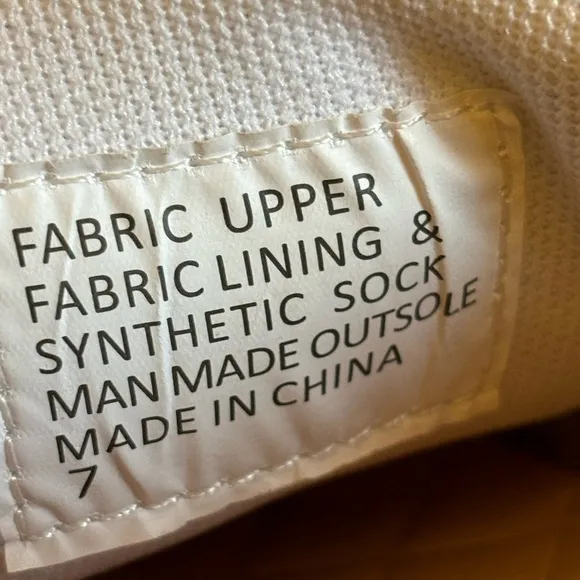 FABRIC UPPER
FABRIC LINING &
SYNTHETIC SOCK
MAN MADE OUTSOLE
MADE IN CHINA
7